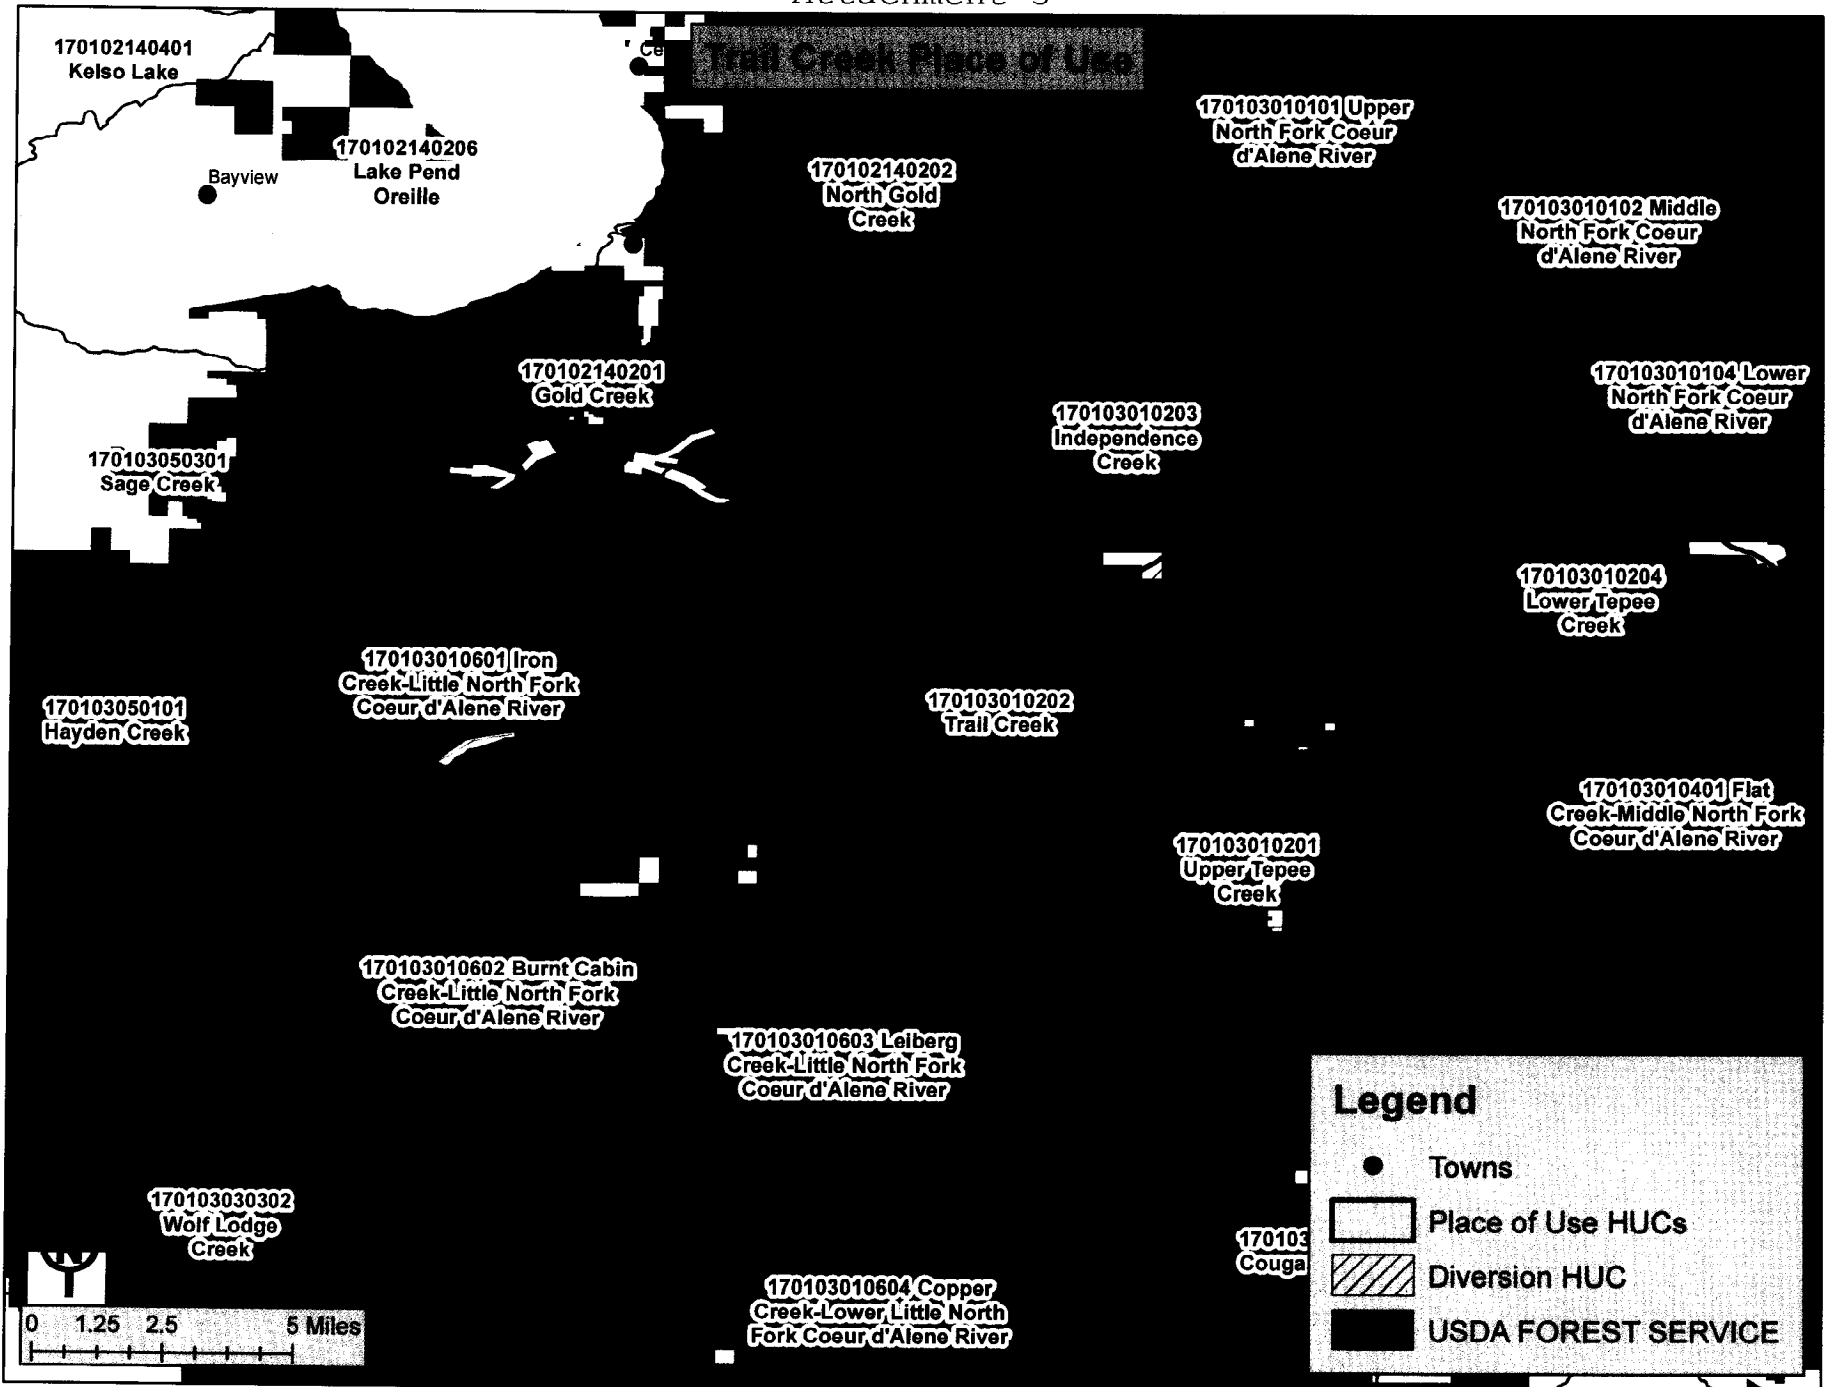 Attachment 3
Trail Creek Place of Use
170102140401
Kelso Lake
Ce
170102140206
Lake Pend
Oreille
Bayview
170102140202
North Gold
Creek
170103010101 Upper
North Fork Coeur
d'Alene River
170103010102 Middle
North Fork Coeur
d'Alene River
170102140201
Gold Creek
170103010203
Independence
Creek
170103010104 Lower
North Fork Coeur
d'Alene River
170103050301
Sage Creek
170103010204
Lower Tepee
Creek
170103010601 Iron
Creek-Little North Fork
Coeur d'Alene River
170103050101
Hayden Creek
170103010202
Trail Creek
170103010401 Flat
Creek-Middle North Fork
Coeur d'Alene River
170103010201
Upper Tepee
Creek
170103010602 Burnt Cabin
Creek-Little North Fork
Coeur d'Alene River
170103010603 Leiberg
Creek-Little North Fork
Coeur d'Alene River
170103030302
Wolf Lodge
Creek
170103
Couga
170103010604 Copper
Creek-Lower Little North
Fork Coeur d'Alene River
Legend
Towns
Place of Use HUCs
Diversion HUC
USDA FOREST SERVICE
0 1.25 2.5 5 Miles